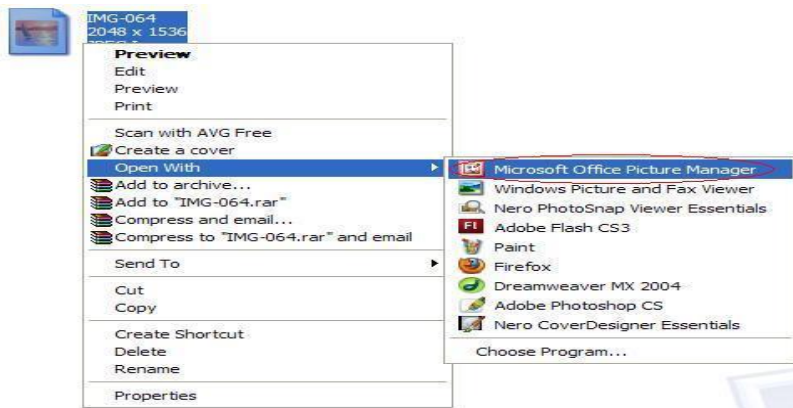 IMG-064
2048 x 1536
Preview
Edit
Preview
Print
Scan with AVG Free
Create a cover
Open With
Add to archive...
Add to "IMG-064.rar"
Compress and email...
Compress to "IMG-064.rar" and email
Send To
Cut
Copy
Create Shortcut
Delete
Rename
Properties
Microsoft Office Picture Manager
Windows Picture and Fax Viewer
Nero PhotoSnap Viewer Essentials
Adobe Flash CS3
Paint
Firefox
Dreamweaver MX 2004
Adobe Photoshop CS
Nero CoverDesigner Essentials
Choose Program...